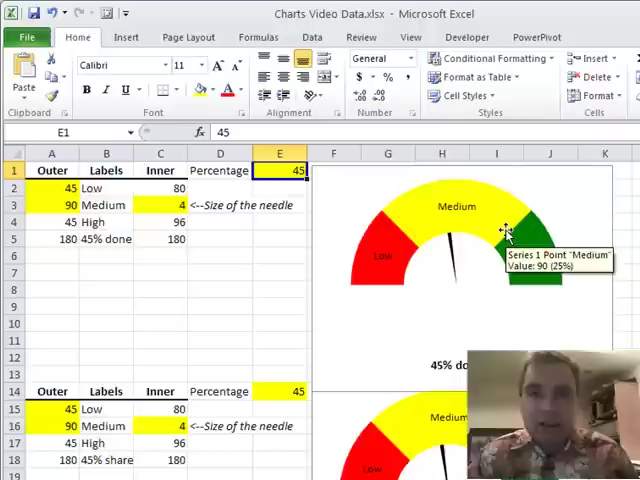 Charts Video Data.xlsx - Microsoft Excel
File Home Insert Page Layout Formulas Data Review View Developer PowerPivot
Calibri 11 General Conditional Formatting Insert
Paste B I U $ % , Format as Table Delete
Cell Styles Format
Clipboard Font Alignment Number Styles Cells
E1 fx 45
A B C D E F G H I J K
1 Outer Labels Inner Percentage 45
2 45 Low 80
3 90 Medium 4 <--Size of the needle
4 45 High 96
5 180 45% done 180
6
7
8
9
10
11
12
13
14 Outer Labels Inner Percentage 45
15 45 Low 80
16 90 Medium 4 <--Size of the needle
17 45 High 96
18 180 45% share 180
19
Medium
Low
Series 1 Point "Medium"
Value: 90 (25%)
45% do
Medium
Low